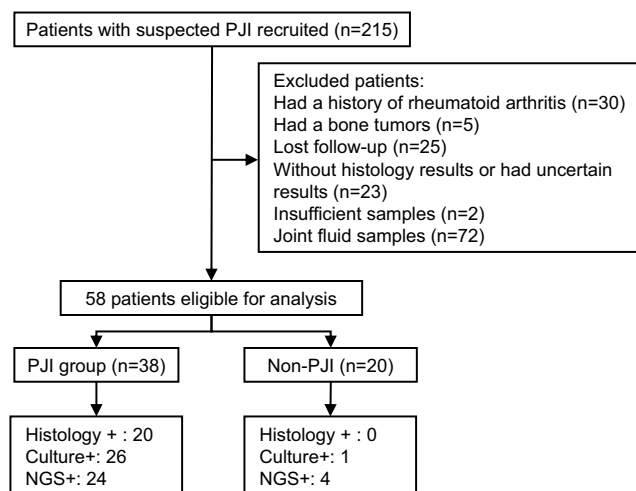 Patients with suspected PJI recruited (n=215)
Excluded patients:
Had a history of rheumatoid arthritis (n=30)
Had a bone tumors (n=5)
Lost follow-up (n=25)
Without histology results or had uncertain
results (n=23)
Insufficient samples (n=2)
Joint fluid samples (n=72)
58 patients eligible for analysis
PJI group (n=38)
Non-PJI (n=20)
Histology + : 20
Culture+: 26
NGS+: 24
Histology + : 0
Culture+: 1
NGS+: 4